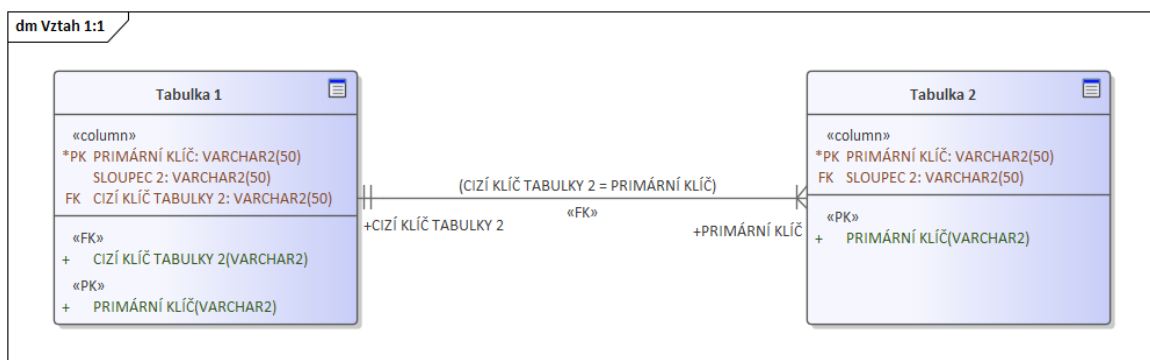 dm Vztah 1:1
Tabulka 1
«column»
*PK PRIMÁRNÍ KLÍČ: VARCHAR2(50)
SLOUPEC 2: VARCHAR2(50)
FK CIZÍ KLÍČ TABULKY 2: VARCHAR2(50)
«FK»
+ CIZÍ KLÍČ TABULKY 2(VARCHAR2)
«PK»
+ PRIMÁRNÍ KLÍČ(VARCHAR2)
(CIZÍ KLÍČ TABULKY 2 = PRIMÁRNÍ KLÍČ)
«FK»
+CIZÍ KLÍČ TABULKY 2
+PRIMÁRNÍ KLÍČ
Tabulka 2
«column»
*PK PRIMÁRNÍ KLÍČ: VARCHAR2(50)
FK SLOUPEC 2: VARCHAR2(50)
«PK»
+ PRIMÁRNÍ KLÍČ(VARCHAR2)